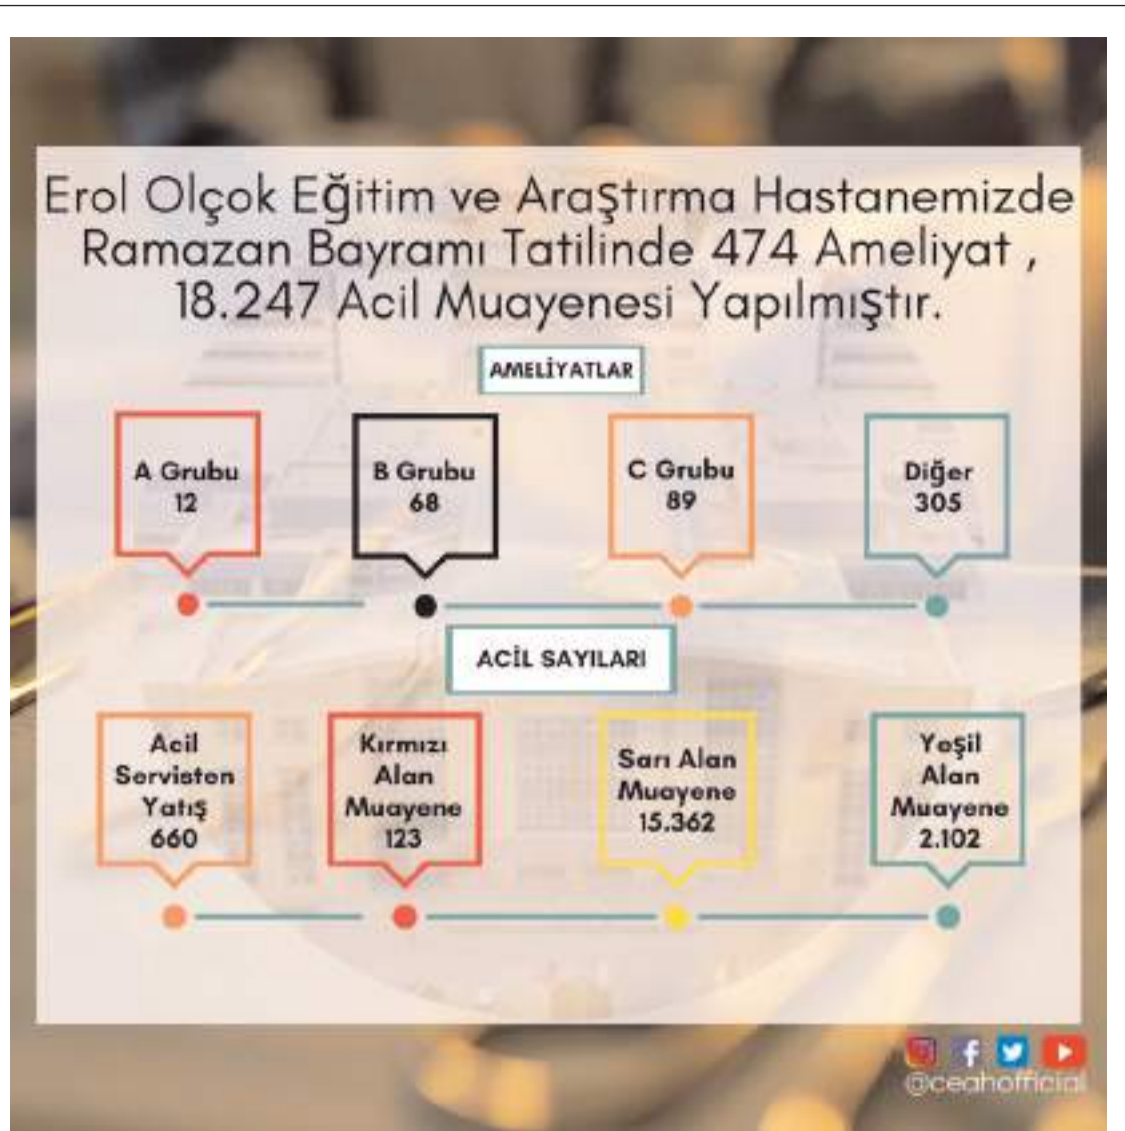 Erol Olçok Eğitim ve Araştırma Hastanemizde
Ramazan Bayramı Tatilinde 474 Ameliyat ,
18.247 Acil Muayenesi Yapılmıştır.
AMELİYATLAR
A Grubu
12
B Grubu
68
C Grubu
89
Diğer
305
ACİL SAYILARI
Acil
Servisten
Yatış
660
Kırmızı
Alan
Muayene
123
Sarı Alan
Muayene
15.362
Yeşil
Alan
Muayene
2.102
@ceahofficial